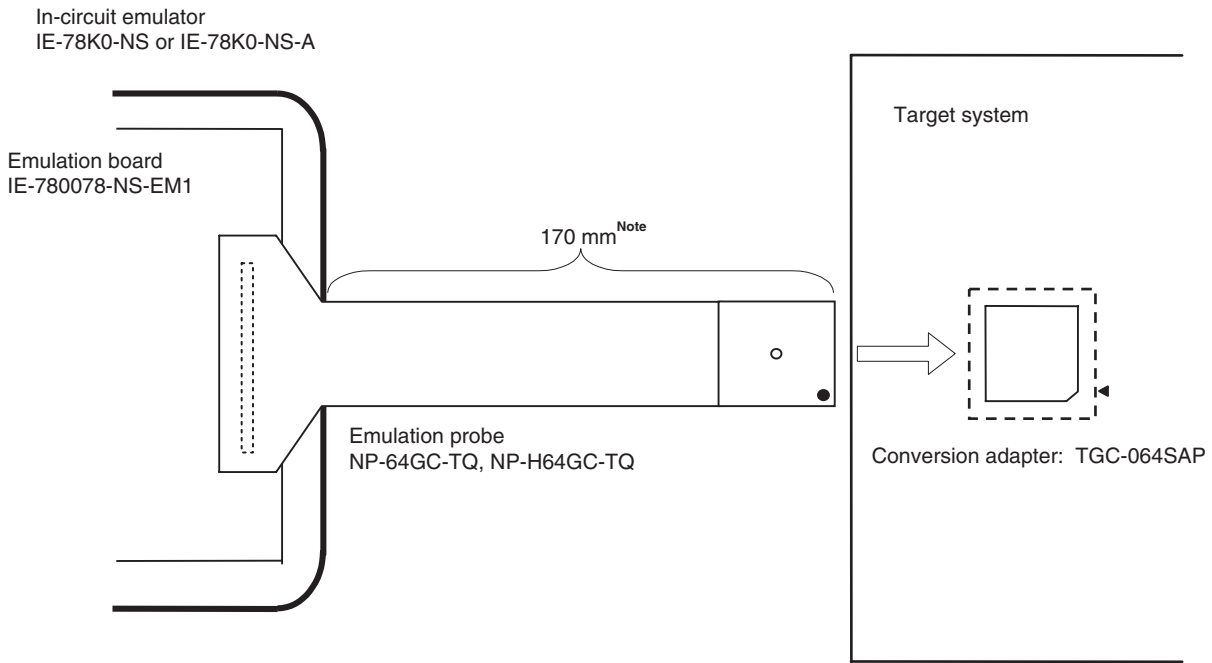 In-circuit emulator
IE-78K0-NS or IE-78K0-NS-A
Target system
Emulation board
IE-780078-NS-EM1
170 mmNote
Emulation probe
NP-64GC-TQ, NP-H64GC-TQ
Conversion adapter: TGC-064SAP